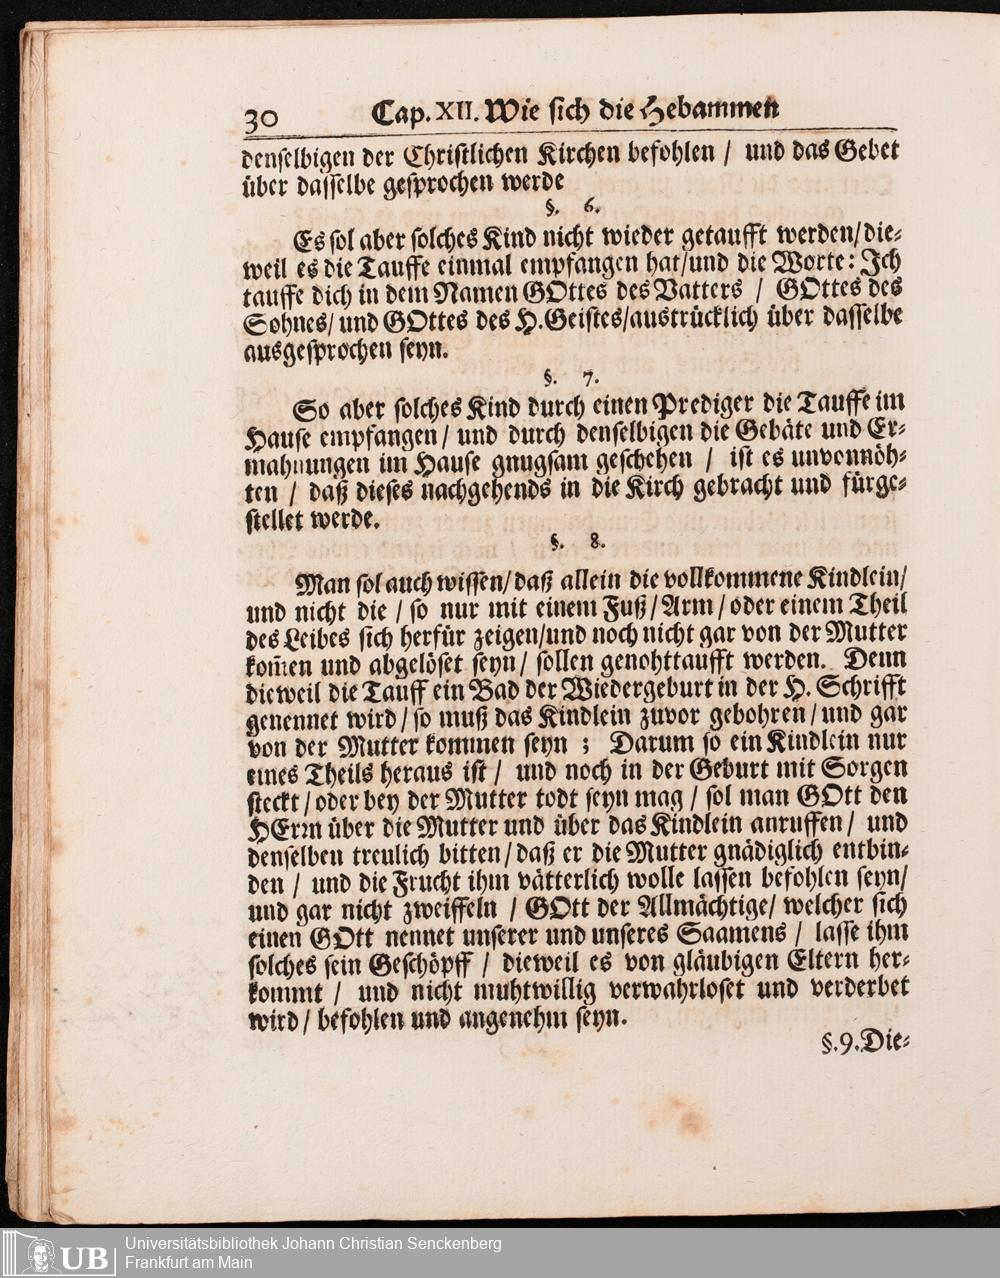 30 Cap. XII. Wie sich die Hebammen
denselbigen der Christlichen Kirchen befohlen / und das Gebet
über dasselbe gesprochen werde
§. 6.
Es sol aber solches Kind nicht wieder getaufft werden/ die-
weil es die Tauffe einmal empfangen hat/und die Worte: Ich
tauffe dich in dem Namen GOttes des Vatters / GOttes des
Sohnes/ und GOttes des H. Geistes/austrücklich über dasselbe
ausgesprochen seyn.
§. 7.
So aber solches Kind durch einen Prediger die Tauffe im
Hause empfangen/ und durch denselbigen die Gebäte und Er-
mahnungen im Hause gnugsam geschehen / ist es unvonnöh-
ten / daß dieses nachgehends in die Kirch gebracht und fürge-
stellet werde.
§. 8.
Man sol auch wissen/ daß allein die vollkommene Kindlein/
und nicht die / so nur mit einem Fuß/ Arm/ oder einem Theil
des Leibes sich herfür zeigen/und noch nicht gar von der Mutter
kom̄en und abgelöset seyn/ sollen genohttaufft werden. Denn
dieweil die Tauff ein Bad der Wiedergeburt in der H. Schrifft
genennet wird/ so muß das Kindlein zuvor gebohren/ und gar
von der Mutter kommen seyn ; Darum so ein Kindlein nur
eines Theils heraus ist / und noch in der Geburt mit Sorgen
steckt/ oder bey der Mutter todt seyn mag / sol man GOtt den
HErrn über die Mutter und über das Kindlein anruffen/ und
denselben treulich bitten/ daß er die Mutter gnädiglich entbin-
den / und die Frucht ihm vätterlich wolle lassen befohlen seyn/
und gar nicht zweiffeln / GOtt der Allmächtige/ welcher sich
einen GOtt nennet unserer und unseres Saamens / lasse ihm
solches sein Geschöpff / dieweil es von gläubigen Eltern her-
kommt / und nicht muhtwillig verwahrloset und verderbet
wird/ befohlen und angenehm seyn.
§. 9. Die-
UB Universitätsbibliothek Johann Christian Senckenberg
Frankfurt am Main